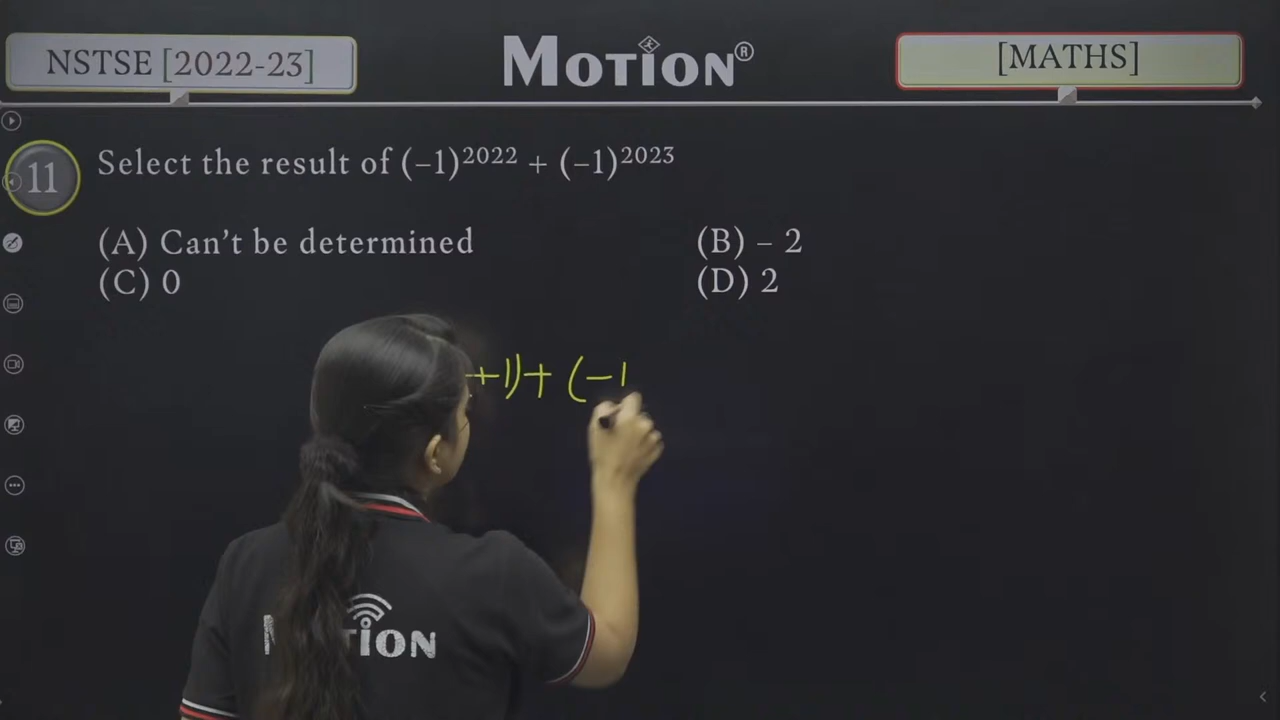 NSTSE [2022-23]
MOTION®
[MATHS]
11
Select the result of (–1)^2022 + (–1)^2023
(A) Can't be determined
(B) – 2
(C) 0
(D) 2
+1) + (-1
TION